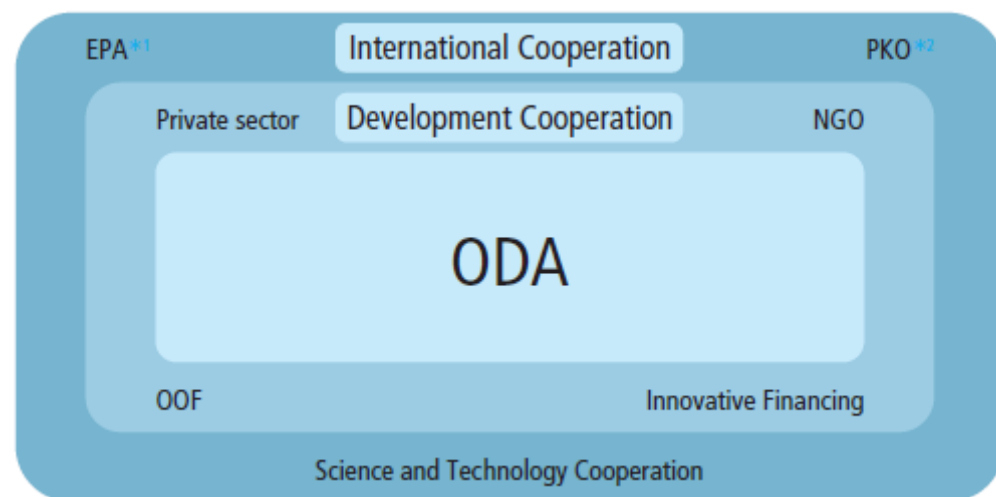 EPA*1 International Cooperation PKO*2
Private sector Development Cooperation NGO
ODA
OOF Innovative Financing
Science and Technology Cooperation